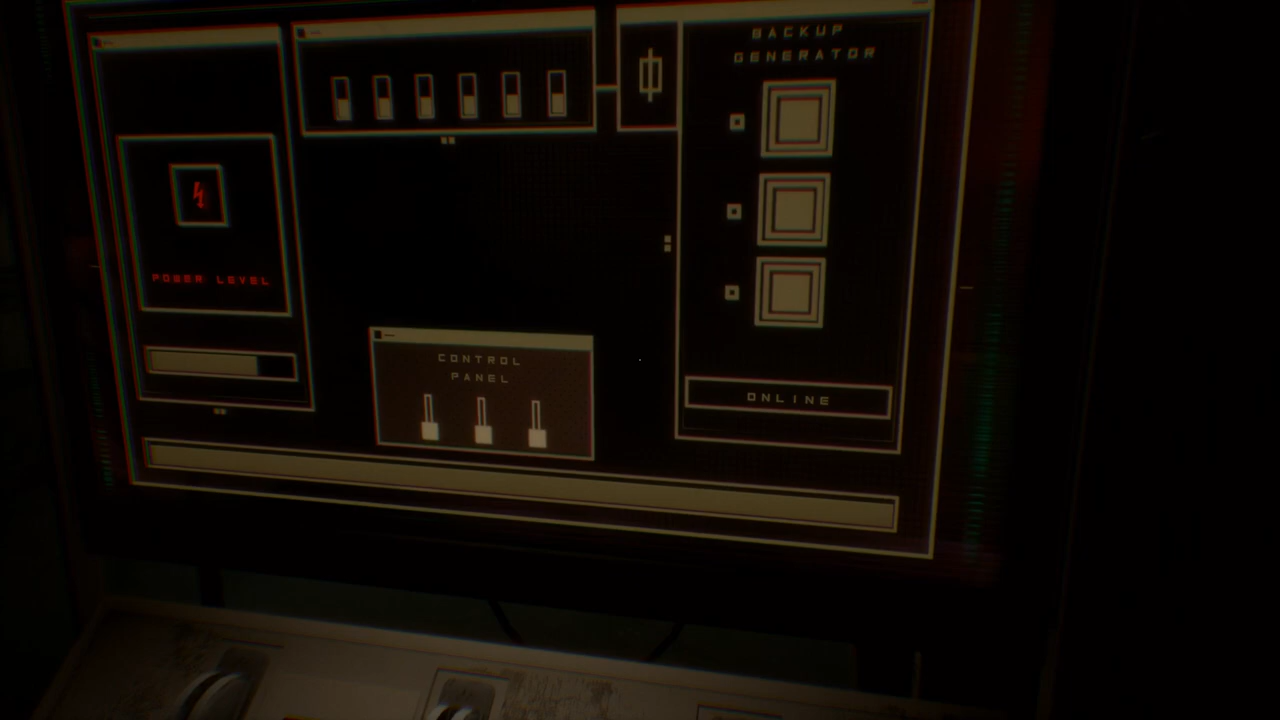 POWER LEVEL
CONTROL
PANEL
BACKUP
GENERATOR
ONLINE